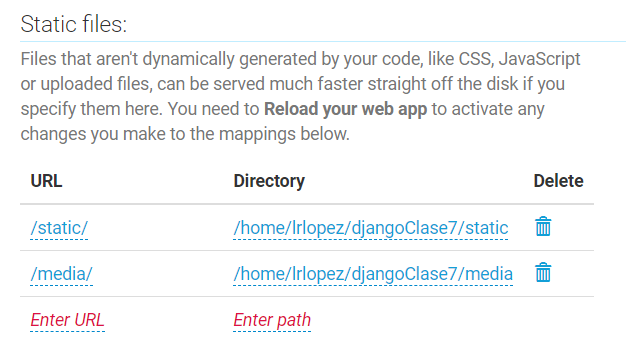 Static files:
Files that aren't dynamically generated by your code, like CSS, JavaScript
or uploaded files, can be served much faster straight off the disk if you
specify them here. You need to Reload your web app to activate any
changes you make to the mappings below.
URL Directory Delete
/static/ /home/lrlopez/djangoClase7/static
/media/ /home/lrlopez/djangoClase7/media
Enter URL Enter path